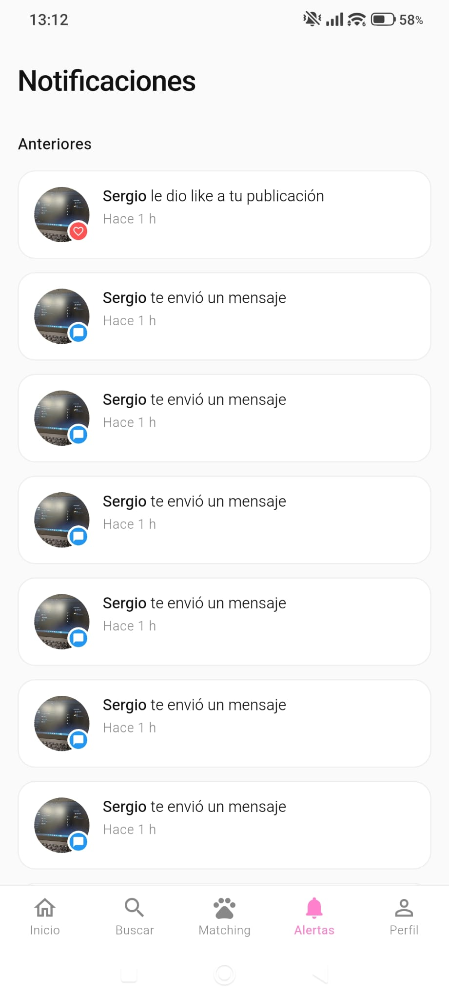 13:12
58%
Notificaciones
Anteriores
Sergio le dio like a tu publicación
Hace 1 h
Sergio te envió un mensaje
Hace 1 h
Sergio te envió un mensaje
Hace 1 h
Sergio te envió un mensaje
Hace 1 h
Sergio te envió un mensaje
Hace 1 h
Sergio te envió un mensaje
Hace 1 h
Sergio te envió un mensaje
Hace 1 h
Inicio Buscar Matching Alertas Perfil